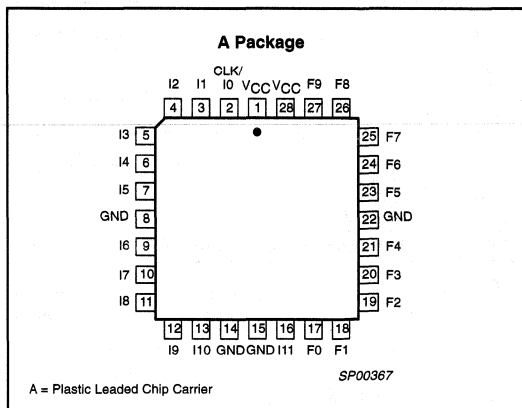 A Package
CLK/
I2 I1 I0 VCC VCC F9 F8
4 3 2 1 28 27 26
I3 5 25 F7
I4 6 24 F6
I5 7 23 F5
GND 8 22 GND
I6 9 21 F4
I7 10 20 F3
I8 11 19 F2
12 13 14 15 16 17 18
I9 I10 GND GND I11 F0 F1
SP00367
A = Plastic Leaded Chip Carrier